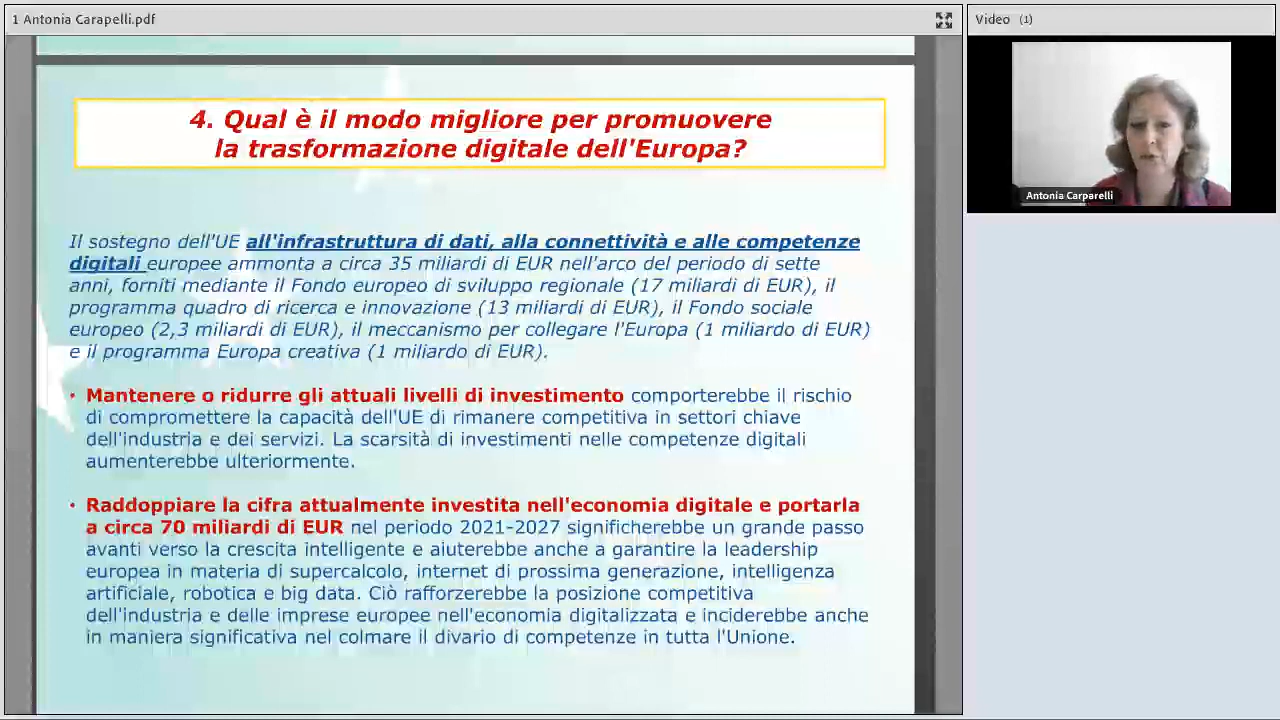 1 Antonia Carapelli.pdf
Video (1)
Antonia Carparelli
4. Qual è il modo migliore per promuovere
la trasformazione digitale dell'Europa?
Il sostegno dell'UE all'infrastruttura di dati, alla connettività e alle competenze
digitali europee ammonta a circa 35 miliardi di EUR nell'arco del periodo di sette
anni, forniti mediante il Fondo europeo di sviluppo regionale (17 miliardi di EUR), il
programma quadro di ricerca e innovazione (13 miliardi di EUR), il Fondo sociale
europeo (2,3 miliardi di EUR), il meccanismo per collegare l'Europa (1 miliardo di EUR)
e il programma Europa creativa (1 miliardo di EUR).
• Mantenere o ridurre gli attuali livelli di investimento comporterebbe il rischio
di compromettere la capacità dell'UE di rimanere competitiva in settori chiave
dell'industria e dei servizi. La scarsità di investimenti nelle competenze digitali
aumenterebbe ulteriormente.
• Raddoppiare la cifra attualmente investita nell'economia digitale e portarla
a circa 70 miliardi di EUR nel periodo 2021-2027 significherebbe un grande passo
avanti verso la crescita intelligente e aiuterebbe anche a garantire la leadership
europea in materia di supercalcolo, internet di prossima generazione, intelligenza
artificiale, robotica e big data. Ciò rafforzerebbe la posizione competitiva
dell'industria e delle imprese europee nell'economia digitalizzata e inciderebbe anche
in maniera significativa nel colmare il divario di competenze in tutta l'Unione.